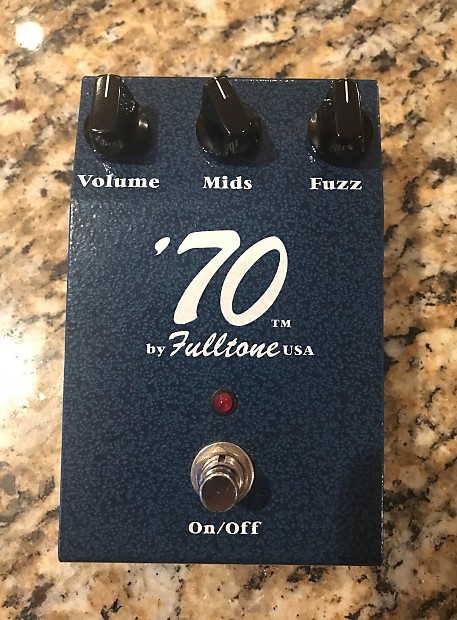 Volume Mids Fuzz
'70 TM
by Fulltone USA
On/Off